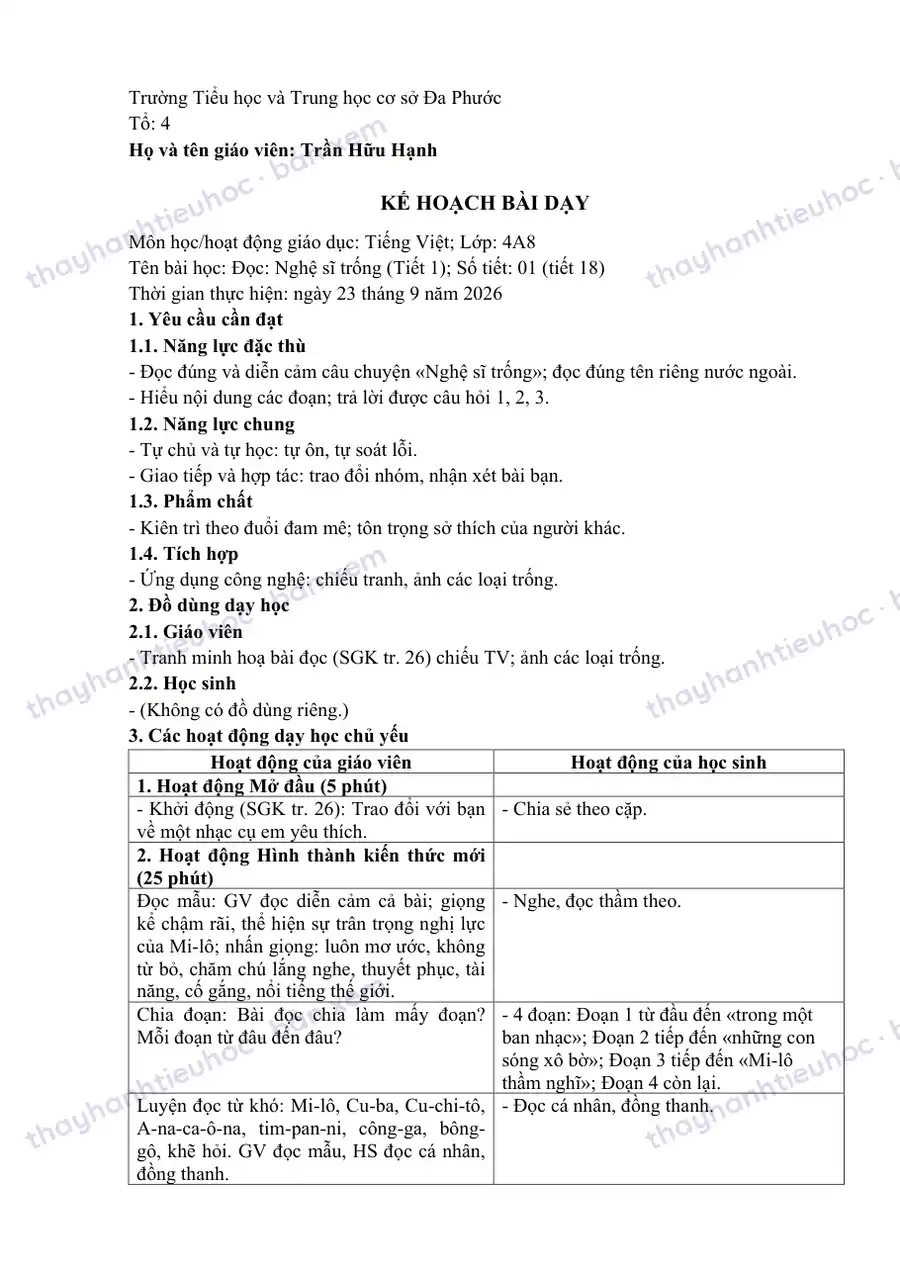 Trường Tiểu học và Trung học cơ sở Đa Phước
Tổ: 4
Họ và tên giáo viên: Trần Hữu Hạnh
KẾ HOẠCH BÀI DẠY
Môn học/hoạt động giáo dục: Tiếng Việt; Lớp: 4A8
Tên bài học: Đọc: Nghệ sĩ trống (Tiết 1); Số tiết: 01 (tiết 18)
Thời gian thực hiện: ngày 23 tháng 9 năm 2026
1. Yêu cầu cần đạt
1.1. Năng lực đặc thù
- Đọc đúng và diễn cảm câu chuyện «Nghệ sĩ trống»; đọc đúng tên riêng nước ngoài.
- Hiểu nội dung các đoạn; trả lời được câu hỏi 1, 2, 3.
1.2. Năng lực chung
- Tự chủ và tự học: tự ôn, tự soát lỗi.
- Giao tiếp và hợp tác: trao đổi nhóm, nhận xét bài bạn.
1.3. Phẩm chất
- Kiên trì theo đuổi đam mê; tôn trọng sở thích của người khác.
1.4. Tích hợp
- Ứng dụng công nghệ: chiếu tranh, ảnh các loại trống.
2. Đồ dùng dạy học
2.1. Giáo viên
- Tranh minh hoạ bài đọc (SGK tr. 26) chiếu TV; ảnh các loại trống.
2.2. Học sinh
- (Không có đồ dùng riêng.)
3. Các hoạt động dạy học chủ yếu
Hoạt động của giáo viên
Hoạt động của học sinh
1. Hoạt động Mở đầu (5 phút)
- Khởi động (SGK tr. 26): Trao đổi với bạn
về một nhạc cụ em yêu thích.
- Chia sẻ theo cặp.
2. Hoạt động Hình thành kiến thức mới
(25 phút)
Đọc mẫu: GV đọc diễn cảm cả bài; giọng
kể chậm rãi, thể hiện sự trân trọng nghị lực
của Mi-lô; nhấn giọng: luôn mơ ước, không
từ bỏ, chăm chú lắng nghe, thuyết phục, tài
năng, cố gắng, nổi tiếng thế giới.
- Nghe, đọc thầm theo.
Chia đoạn: Bài đọc chia làm mấy đoạn?
Mỗi đoạn từ đâu đến đâu?
- 4 đoạn: Đoạn 1 từ đầu đến «trong một
ban nhạc»; Đoạn 2 tiếp đến «những con
sóng xô bờ»; Đoạn 3 tiếp đến «Mi-lô
thầm nghĩ»; Đoạn 4 còn lại.
Luyện đọc từ khó: Mi-lô, Cu-ba, Cu-chi-tô,
A-na-ca-ô-na, tim-pan-ni, công-ga, bông-
gô, khẽ hỏi. GV đọc mẫu, HS đọc cá nhân,
đồng thanh.
- Đọc cá nhân, đồng thanh.
thayhanhtieuhoc · bản xem
thayhanhtieuhoc · b
thayhanhtieuhoc · bản xem
thayhanhtieuhoc · b
thayhanhtieuhoc · bản xem
thayhanhtieuhoc · b